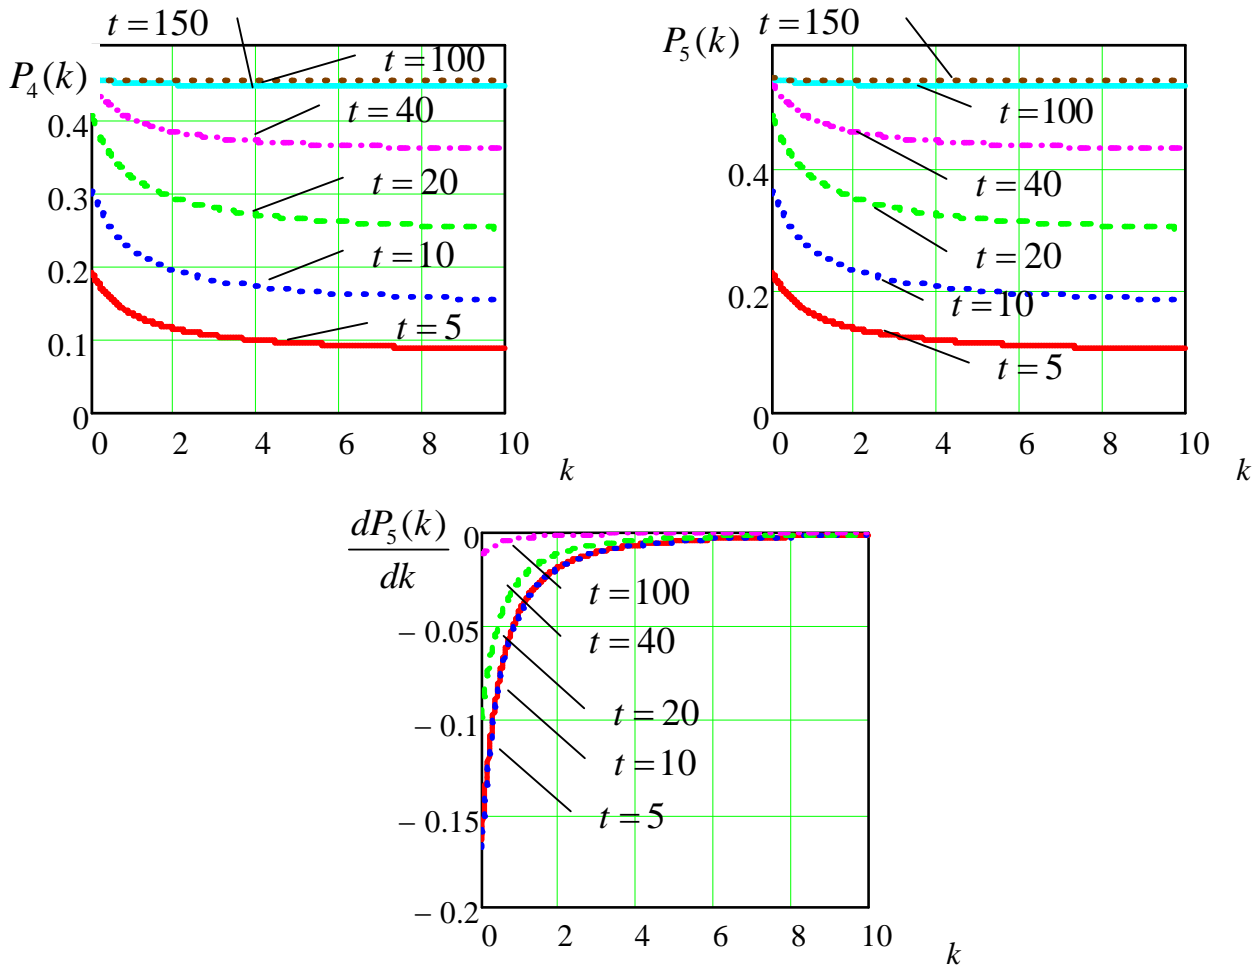 t = 150
t = 100
P₄(k)
t = 40
0.4
t = 20
0.3
t = 10
0.2
t = 5
0.1
0
0 2 4 6 8 10
k
t = 150
P₅(k)
t = 100
0.4
t = 40
t = 20
0.2
t = 10
t = 5
0
0 2 4 6 8 10
k
dP₅(k)
dk
0
t = 100
− 0.05
t = 40
− 0.1
t = 20
t = 10
− 0.15
t = 5
− 0.2
0 2 4 6 8 10
k